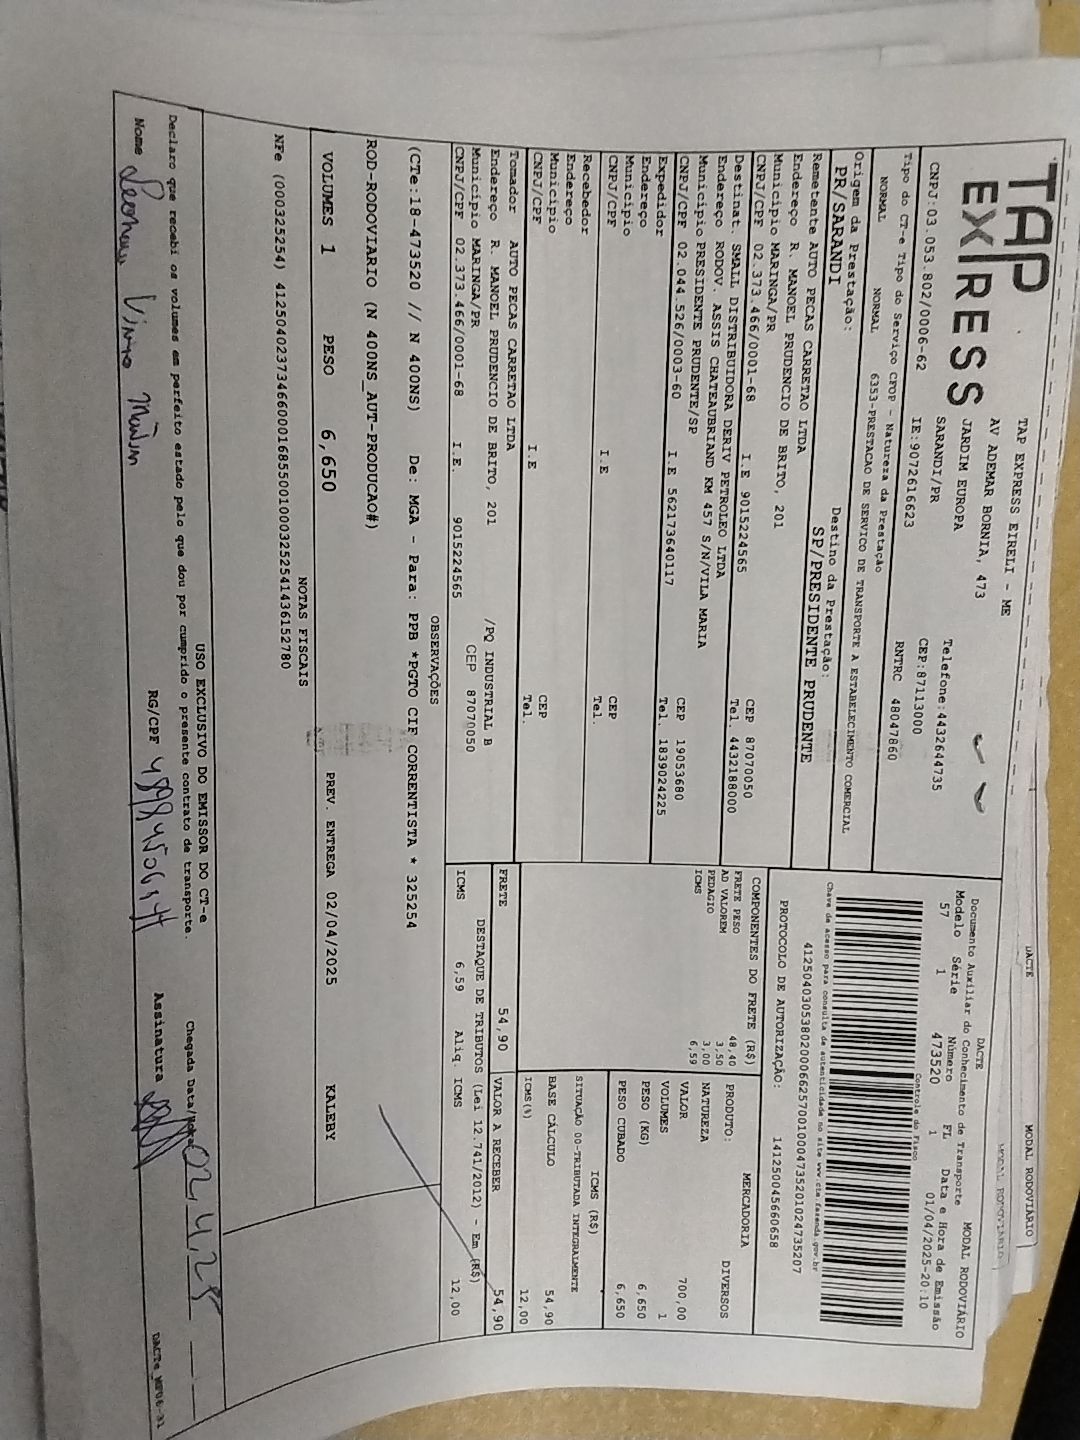 DACTE
MODAL RODOVIÁRIO
MODAL RODOVIÁRIO
TAP
EXPRESS
TAP EXPRESS EIRELI - ME
AV ADEMAR BORNIA, 473
JARDIM EUROPA
SARANDI/PR
Telefone:4432644735
CEP:87113000
CNPJ:03.053.802/0006-62
IE:9072616623
RNTRC 48047860
DACTE
MODAL RODOVIÁRIO
Documento Auxiliar do Conhecimento de Transporte
Modelo Série Número FL Data e Hora de Emissão
57 1 473520 1 01/04/2025-20:10
Controle do Fisco
Tipo do CT-e Tipo do Serviço CFOP - Natureza da Prestação
NORMAL NORMAL 6353-PRESTACAO DE SERVICO DE TRANSPORTE A ESTABELECIMENTO COMERCIAL
Chave de acesso para consulta de autenticidade no site www.cte.fazenda.gov.br
41250403053802000662570010004735201024735207
PROTOCOLO DE AUTORIZAÇÃO: 141250045660658
Origem da Prestação:
PR/SARANDI
Destino da Prestação:
SP/PRESIDENTE PRUDENTE
Remetente AUTO PECAS CARRETAO LTDA
Endereço R. MANOEL PRUDENCIO DE BRITO, 201
Município MARINGA/PR CEP 87070050
CNPJ/CPF 02.373.466/0001-68 I.E 9015224565 Tel. 4432188000
Destinat. SMALL DISTRIBUIDORA DERIV PETROLEO LTDA
Endereço RODOV. ASSIS CHATEAUBRIAND KM 457 S/N/VILA MARIA
Município PRESIDENTE PRUDENTE/SP CEP 19053680
CNPJ/CPF 02.044.526/0003-60 I.E 562173640117 Tel. 1839024225
Expedidor
Endereço
Município CEP
CNPJ/CPF I.E Tel.
Recebedor
Endereço
Município CEP
CNPJ/CPF I.E Tel.
Tomador AUTO PECAS CARRETAO LTDA
Endereço R. MANOEL PRUDENCIO DE BRITO, 201 /PQ INDUSTRIAL B
Município MARINGA/PR CEP 87070050
CNPJ/CPF 02.373.466/0001-68 I.E. 9015224565
COMPONENTES DO FRETE (R$)
FRETE PESO 48,40
AD VALOREM 3,50
PEDAGIO 3,00
ICMS 6,59
MERCADORIA
PRODUTO: DIVERSOS
NATUREZA
VALOR 700,00
VOLUMES 1
PESO (KG) 6,650
PESO CUBADO 6,650
ICMS (R$)
SITUAÇÃO 00-TRIBUTADA INTEGRALMENTE
BASE CÁLCULO 54,90
ICMS (%) 12,00
FRETE 54,90
VALOR A RECEBER 54,90
DESTAQUE DE TRIBUTOS (Lei 12.741/2012) - Em (R$)
ICMS 6,59 Aliq. ICMS 12,00
OBSERVAÇÕES
(CTe:18-473520 // N 400NS) De: MGA - Para: PPB *PGTO CIF CORRENTISTA * 325254
ROD-RODOVIARIO (N 400NS_AUT-PRODUCAO#)
VOLUMES 1 PESO 6,650 PREV. ENTREGA 02/04/2025 KALEBY
NOTAS FISCAIS
NFe (000325254) 41250402373466000168550010003252541436152780
USO EXCLUSIVO DO EMISSOR DO CT-e
Declaro que recebi os volumes em perfeito estado pelo que dou por cumprido o presente contrato de transporte.
Chegada Data/Hora 02,4,25
Nome RG/CPF Assinatura
DACTe_MF06-31